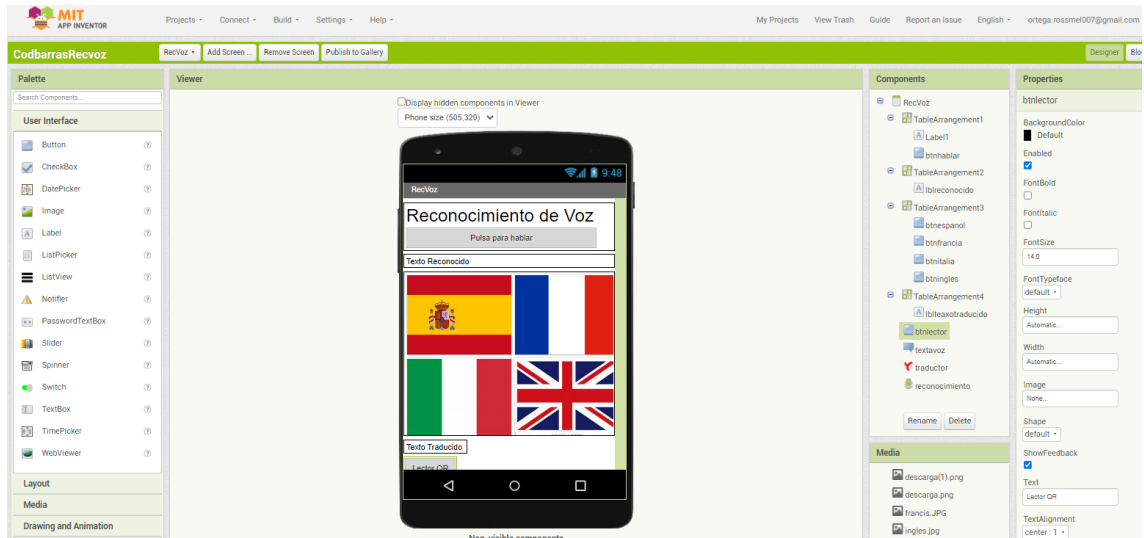 MIT
APP INVENTOR
Projects
Connect
Build
Settings
Help
My Projects
View Trash
Guide
Report an Issue
English
ortega.rossmel007@gmail.com
CodbarrasRecvoz
RecVoz
Add Screen ...
Remove Screen
Publish to Gallery
Designer
Blo
Palette
Search Components...
User Interface
Button
CheckBox
DatePicker
Image
Label
ListPicker
ListView
Notifier
PasswordTextBox
Slider
Spinner
Switch
TextBox
TimePicker
WebViewer
Layout
Media
Drawing and Animation
Viewer
Display hidden components in Viewer
Phone size (505,320)
9:48
RecVoz
Reconocimiento de Voz
Pulsa para hablar
Texto Reconocido
Texto Traducido
Lector QR
Non-visible components
Components
RecVoz
TableArrangement1
Label1
btnhablar
TableArrangement2
lblreconocido
TableArrangement3
btnespanol
btnfrancia
btnitalia
btningles
TableArrangement4
lblteaxotraducido
btnlector
textavoz
traductor
reconocimiento
Rename
Delete
Media
descarga(1).png
descarga.png
francis.JPG
ingles.jpg
Properties
btnlector
BackgroundColor
Default
Enabled
FontBold
FontItalic
FontSize
14.0
FontTypeface
default
Height
Automatic...
Width
Automatic...
Image
None...
Shape
default
ShowFeedback
Text
Lector QR
TextAlignment
center : 1